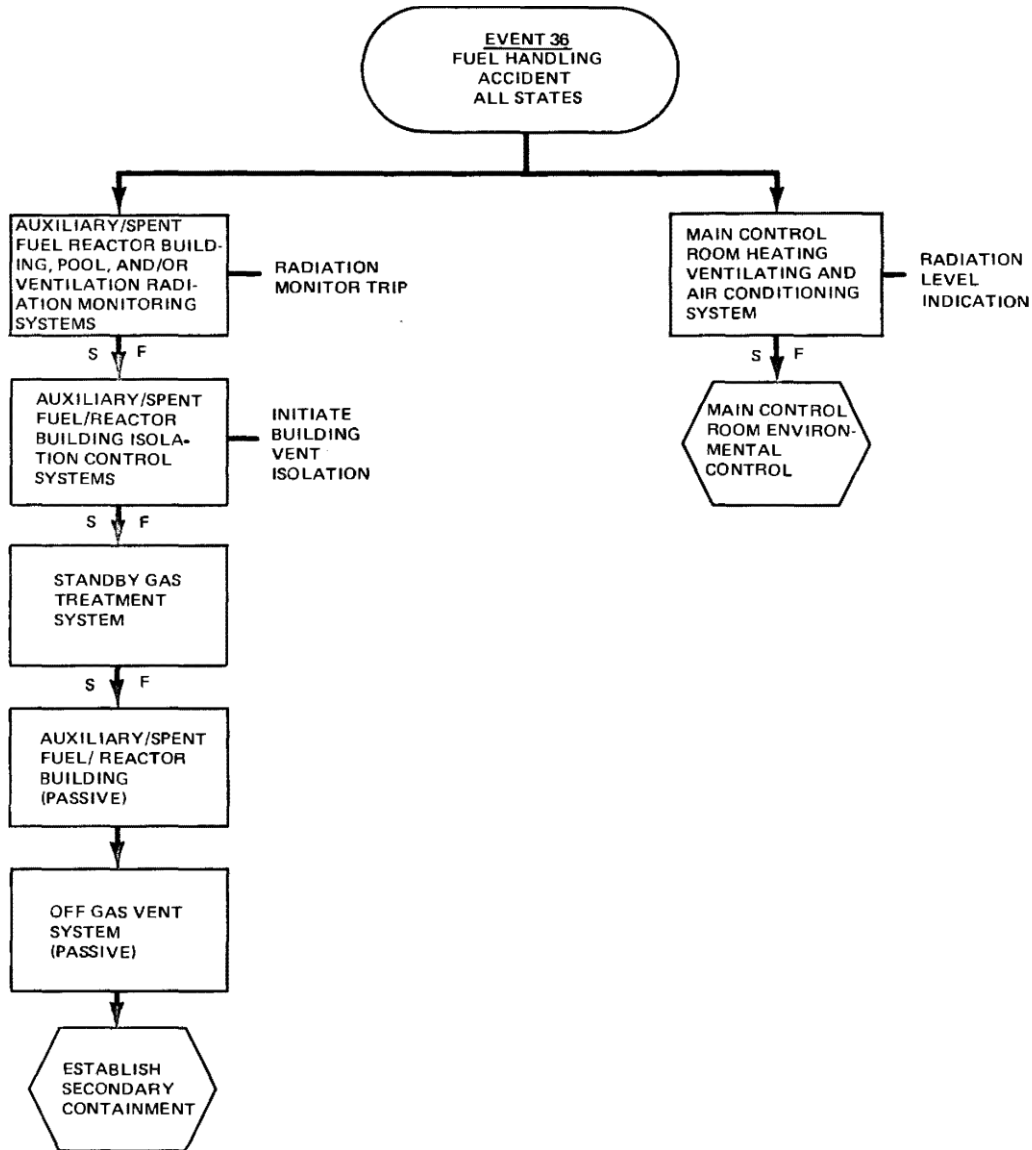 EVENT 36
FUEL HANDLING
ACCIDENT
ALL STATES
AUXILIARY/SPENT
FUEL REACTOR BUILD-
ING, POOL, AND/OR
VENTILATION RADI-
ATION MONITORING
SYSTEMS
RADIATION
MONITOR TRIP
MAIN CONTROL
ROOM HEATING
VENTILATING AND
AIR CONDITIONING
SYSTEM
RADIATION
LEVEL
INDICATION
S F
S F
AUXILIARY/SPENT
FUEL/REACTOR
BUILDING ISOLA-
TION CONTROL
SYSTEMS
INITIATE
BUILDING
VENT
ISOLATION
MAIN CONTROL
ROOM ENVIRON-
MENTAL
CONTROL
S F
STANDBY GAS
TREATMENT
SYSTEM
S F
AUXILIARY/SPENT
FUEL/ REACTOR
BUILDING
(PASSIVE)
OFF GAS VENT
SYSTEM
(PASSIVE)
ESTABLISH
SECONDARY
CONTAINMENT